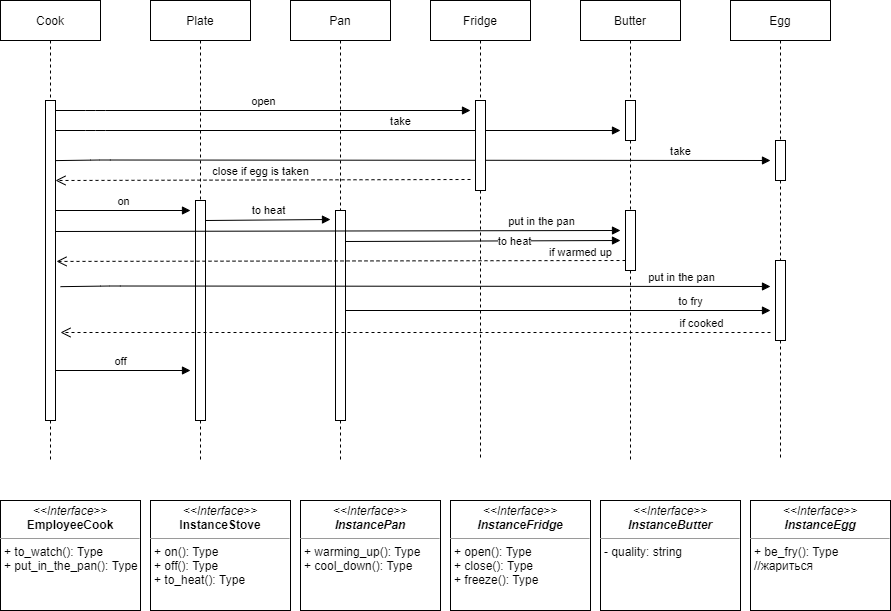 Cook
Plate
Pan
Fridge
Butter
Egg
open
take
take
close if egg is taken
on
to heat
put in the pan
to heat
if warmed up
put in the pan
to fry
if cooked
off
<<Interface>>
EmployeeCook
+ to_watch(): Type
+ put_in_the_pan(): Type
<<Interface>>
InstanceStove
+ on(): Type
+ off(): Type
+ to_heat(): Type
<<Interface>>
InstancePan
+ warming_up(): Type
+ cool_down(): Type
<<Interface>>
InstanceFridge
+ open(): Type
+ close(): Type
+ freeze(): Type
<<Interface>>
InstanceButter
- quality: string
<<Interface>>
InstanceEgg
+ be_fry(): Type
//жариться